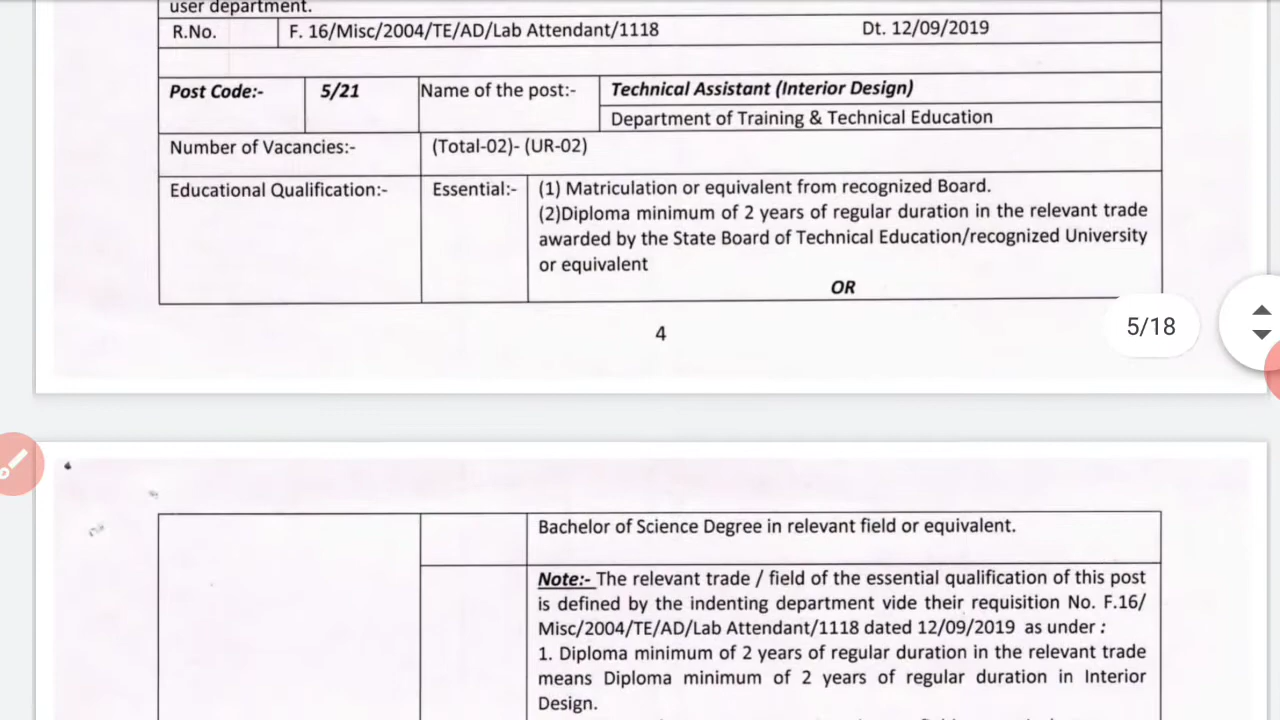 user department.
R.No. F. 16/Misc/2004/TE/AD/Lab Attendant/1118 Dt. 12/09/2019
Post Code:- 5/21 Name of the post:- Technical Assistant (Interior Design)
Department of Training & Technical Education
Number of Vacancies:- (Total-02)- (UR-02)
Educational Qualification:- Essential:- (1) Matriculation or equivalent from recognized Board.
(2)Diploma minimum of 2 years of regular duration in the relevant trade
awarded by the State Board of Technical Education/recognized University
or equivalent
OR
4
5/18
Bachelor of Science Degree in relevant field or equivalent.
Note:- The relevant trade / field of the essential qualification of this post
is defined by the indenting department vide their requisition No. F.16/
Misc/2004/TE/AD/Lab Attendant/1118 dated 12/09/2019 as under :
1. Diploma minimum of 2 years of regular duration in the relevant trade
means Diploma minimum of 2 years of regular duration in Interior
Design.